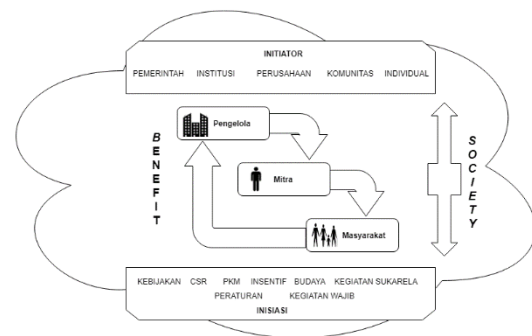 INITIATOR
PEMERINTAH INSTITUSI PERUSAHAAN KOMUNITAS INDIVIDUAL
Pengelola
Mitra
Masyarakat
BENEFIT
SOCIETY
KEBIJAKAN CSR PKM INSENTIF BUDAYA KEGIATAN SUKARELA
PERATURAN KEGIATAN WAJIB
INISIASI